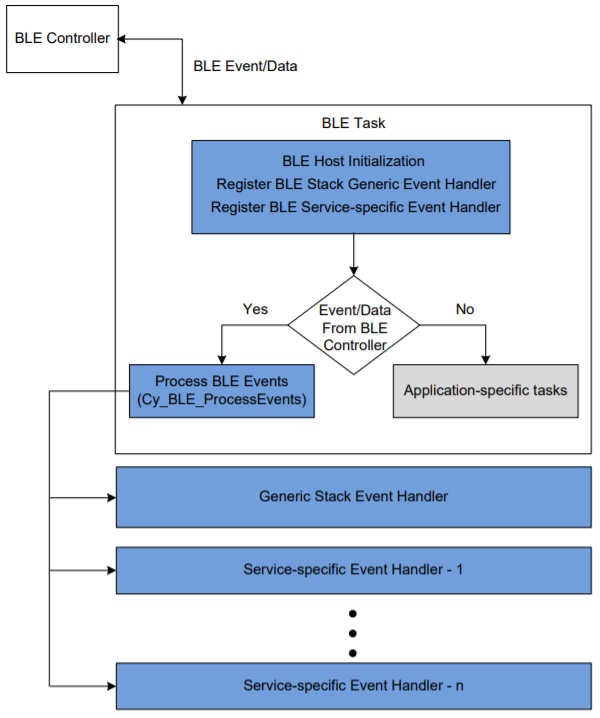 BLE Controller
BLE Event/Data
BLE Task
BLE Host Initialization
Register BLE Stack Generic Event Handler
Register BLE Service-specific Event Handler
Yes
Event/Data
From BLE
Controller
No
Process BLE Events
(Cy_BLE_ProcessEvents)
Application-specific tasks
Generic Stack Event Handler
Service-specific Event Handler - 1
Service-specific Event Handler - n